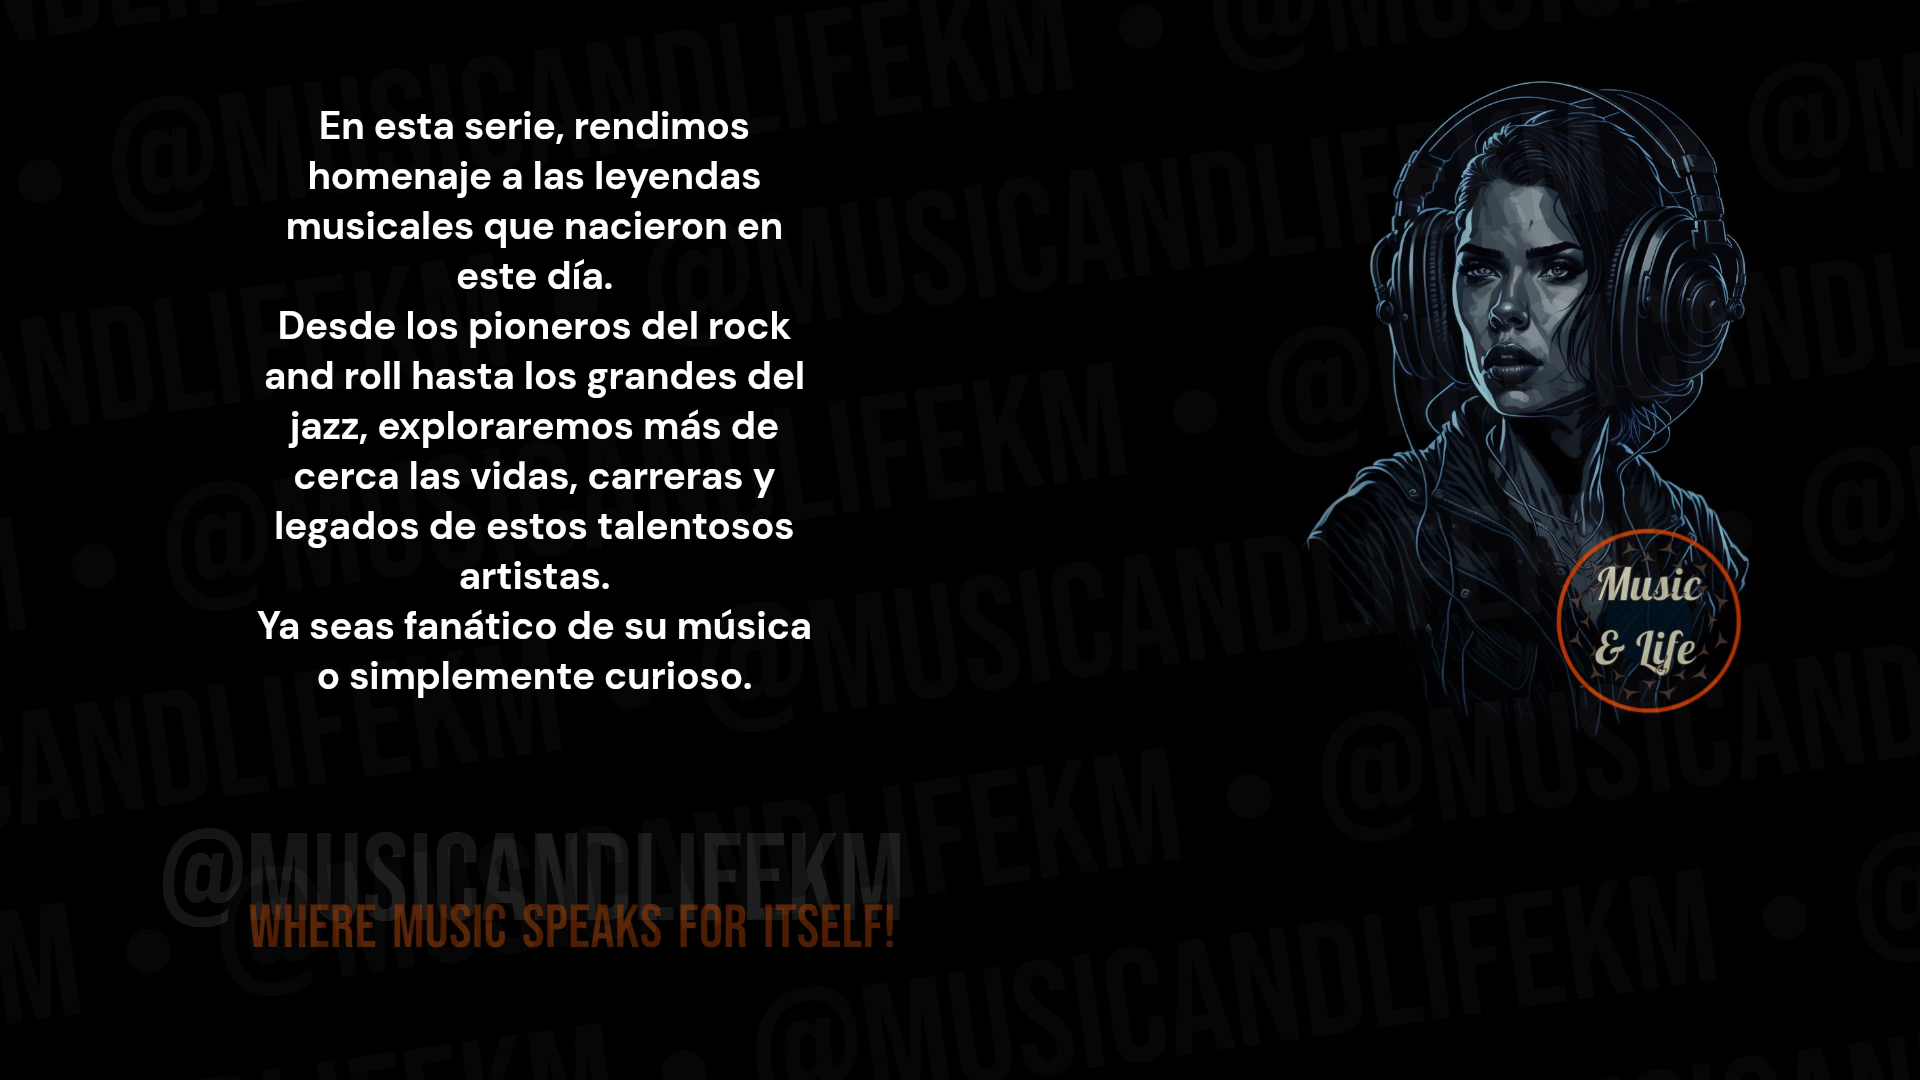 En esta serie, rendimos
homenaje a las leyendas
musicales que nacieron en
este día.
Desde los pioneros del rock
and roll hasta los grandes del
jazz, exploraremos más de
cerca las vidas, carreras y
legados de estos talentosos
artistas.
Ya seas fanático de su música
o simplemente curioso.
Music
& Life
@MUSICANDLIFEKM
WHERE MUSIC SPEAKS FOR ITSELF!